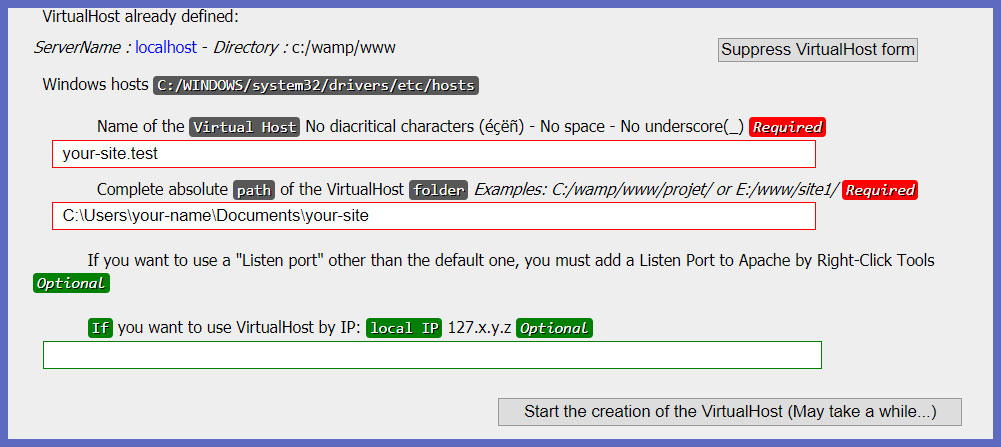 VirtualHost already defined:
ServerName : localhost - Directory : c:/wamp/www
Suppress VirtualHost form
Windows hosts C:/WINDOWS/system32/drivers/etc/hosts
Name of the Virtual Host No diacritical characters (éçëñ) - No space - No underscore(_) Required
your-site.test
Complete absolute path of the VirtualHost folder Examples: C:/wamp/www/projet/ or E:/www/site1/ Required
C:\Users\your-name\Documents\your-site
If you want to use a "Listen port" other than the default one, you must add a Listen Port to Apache by Right-Click Tools
Optional
If you want to use VirtualHost by IP: local IP 127.x.y.z Optional
Start the creation of the VirtualHost (May take a while...)